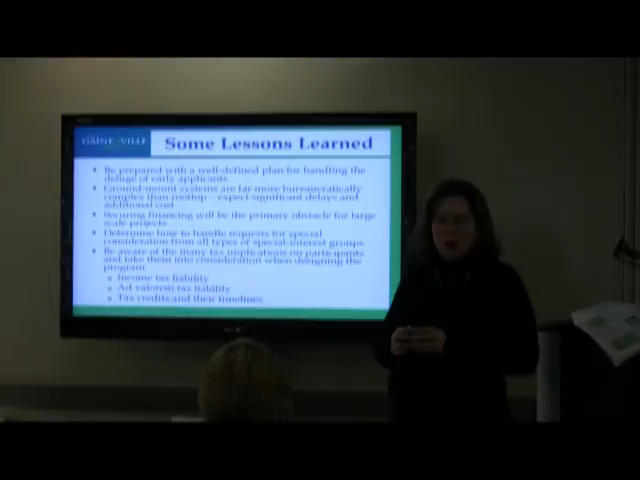 GAINESVILLE
Some Lessons Learned
• Be prepared with a well-defined plan for handling the
deluge of early applicants
• Ground-mount systems are far more bureaucratically
complex than rooftop – expect significant delays and
additional cost
• Securing financing will be the primary obstacle for large
scale projects
• Determine how to handle requests for special
consideration from all types of special-interest groups
• Be aware of the many tax implications on participants
and take them into consideration when designing the
program
Income tax liability
Ad valorem tax liability
Tax credits and their timelines